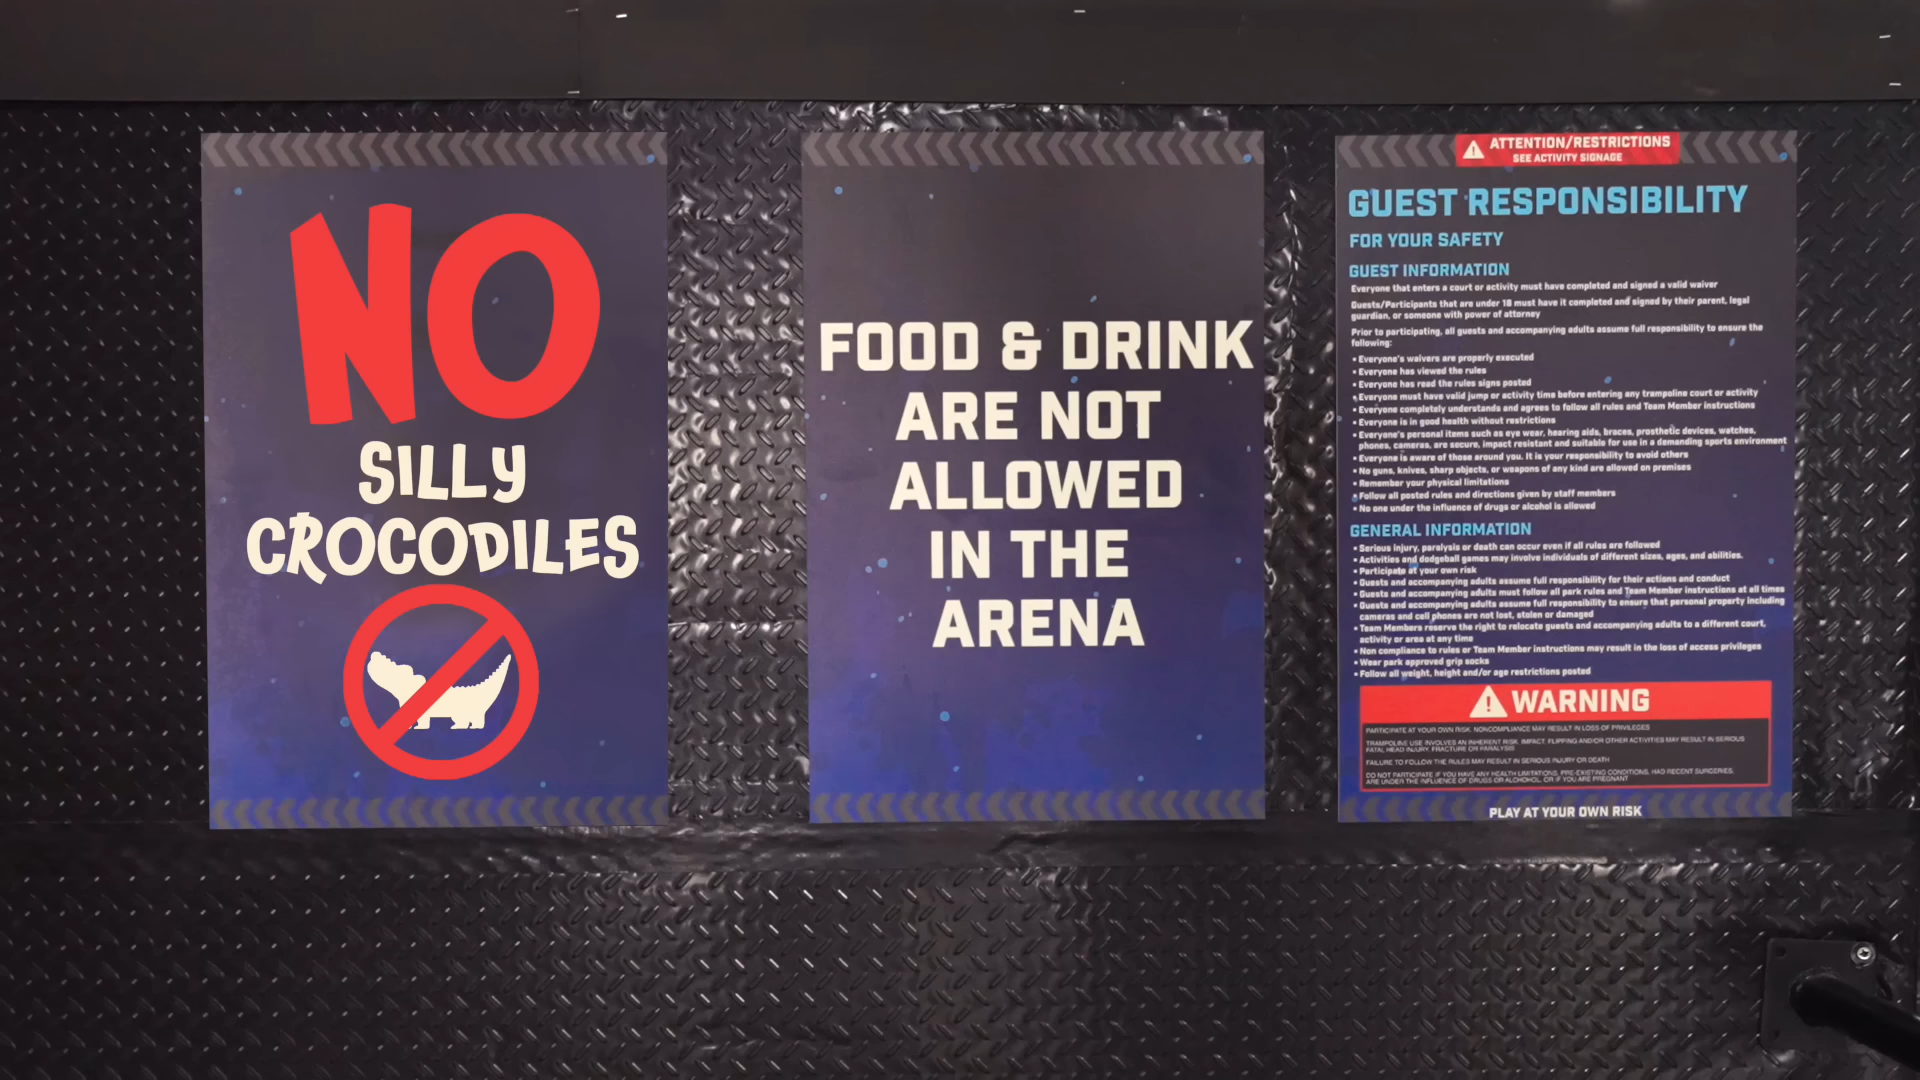 NO
SILLY
CROCODILES
FOOD & DRINK
ARE NOT
ALLOWED
IN THE
ARENA
ATTENTION/RESTRICTIONS
SEE ACTIVITY SIGNAGE
GUEST RESPONSIBILITY
FOR YOUR SAFETY
GUEST INFORMATION
Everyone that enters a court or activity must have completed and signed a valid waiver
Guests/Participants that are under 18 must have it completed and signed by their parent, legal
guardian, or someone with power of attorney
Prior to participating, all guests and accompanying adults assume full responsibility to ensure the
following:
• Everyone's waivers are properly executed
• Everyone has viewed the rules
• Everyone has read the rules signs posted
• Everyone must have valid jump or activity time before entering any trampoline court or activity
• Everyone completely understands and agrees to follow all rules and Team Member instructions
• Everyone is in good health without restrictions
• Everyone's personal items such as eye wear, hearing aids, braces, prosthetic devices, watches,
phones, cameras, are secure, impact resistant and suitable for use in a demanding sports environment
• Everyone is aware of those around you. It is your responsibility to avoid others
• No guns, knives, sharp objects, or weapons of any kind are allowed on premises
• Remember your physical limitations
• Follow all posted rules and directions given by staff members
• No one under the influence of drugs or alcohol is allowed
GENERAL INFORMATION
• Serious injury, paralysis or death can occur even if all rules are followed
• Activities and dodgeball games may involve individuals of different sizes, ages, and abilities.
• Participate at your own risk
• Guests and accompanying adults assume full responsibility for their actions and conduct
• Guests and accompanying adults must follow all park rules and Team Member instructions at all times
• Guests and accompanying adults assume full responsibility to ensure that personal property including
cameras and cell phones are not lost, stolen or damaged
• Team Members reserve the right to relocate guests and accompanying adults to a different court,
activity or area at any time
• Non compliance to rules or Team Member instructions may result in the loss of access privileges
• Wear park approved grip socks
• Follow all weight, height and/or age restrictions posted
WARNING
PARTICIPATE AT YOUR OWN RISK. NONCOMPLIANCE MAY RESULT IN LOSS OF PRIVILEGES
TRAMPOLINE USE INVOLVES AN INHERENT RISK. IMPACT, FLIPPING AND/OR OTHER ACTIVITIES MAY RESULT IN SERIOUS
FATAL HEAD INJURY, FRACTURE OR PARALYSIS
FAILURE TO FOLLOW THE RULES MAY RESULT IN SERIOUS INJURY OR DEATH
DO NOT PARTICIPATE IF YOU HAVE ANY HEALTH LIMITATIONS, PRE-EXISTING CONDITIONS, HAD RECENT SURGERIES,
ARE UNDER THE INFLUENCE OF DRUGS OR ALCOHOL, OR IF YOU ARE PREGNANT
PLAY AT YOUR OWN RISK